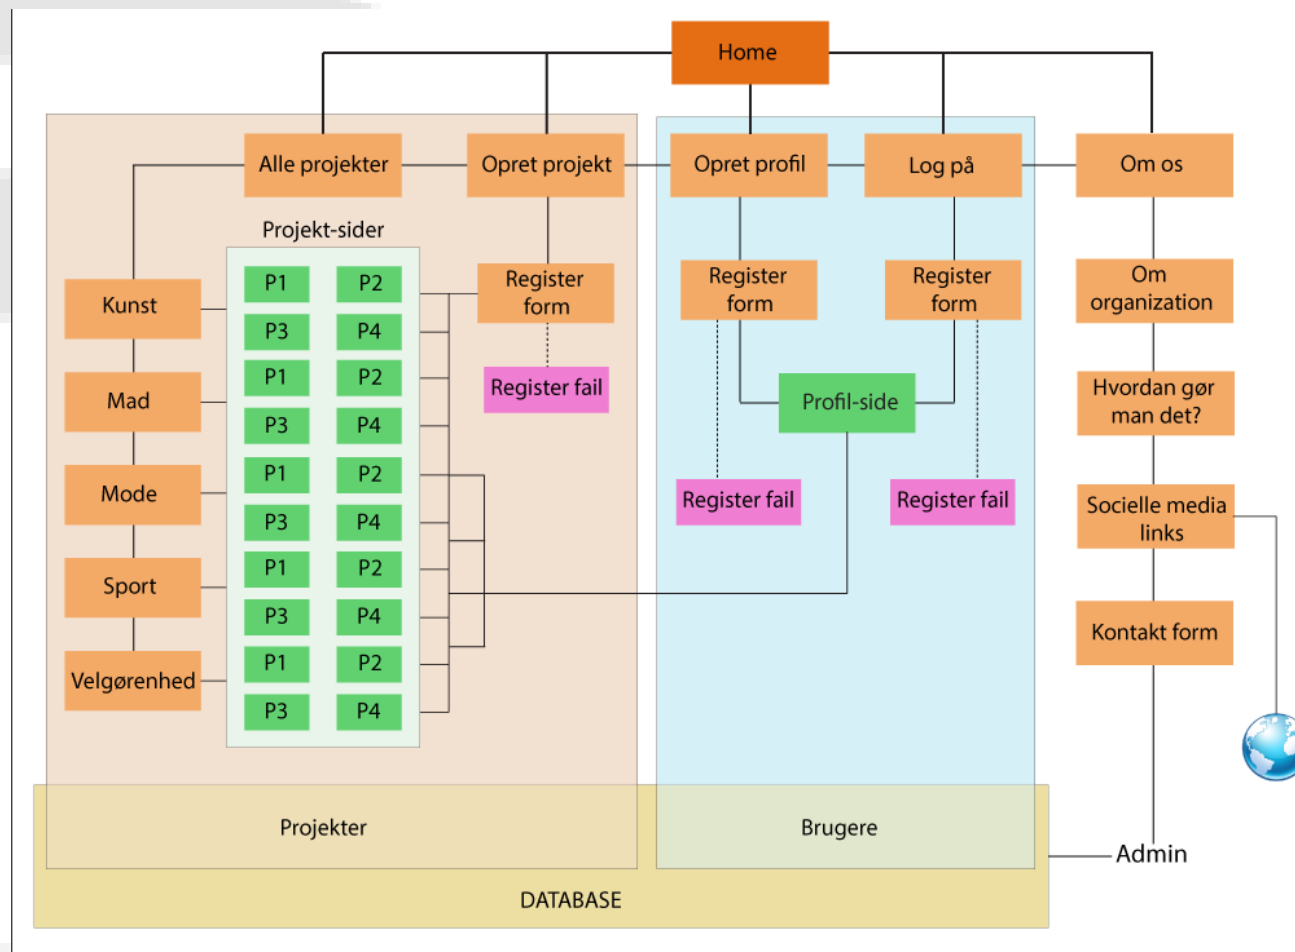 Home
Alle projekter
Opret projekt
Opret profil
Log på
Om os
Projekt-sider
P1
P2
P3
P4
P1
P2
P3
P4
P1
P2
P3
P4
P1
P2
P3
P4
P1
P2
P3
P4
Kunst
Mad
Mode
Sport
Velgørenhed
Register
form
Register fail
Register
form
Register
form
Profil-side
Register fail
Register fail
Om
organization
Hvordan gør
man det?
Socielle media
links
Kontakt form
Admin
Projekter
Brugere
DATABASE